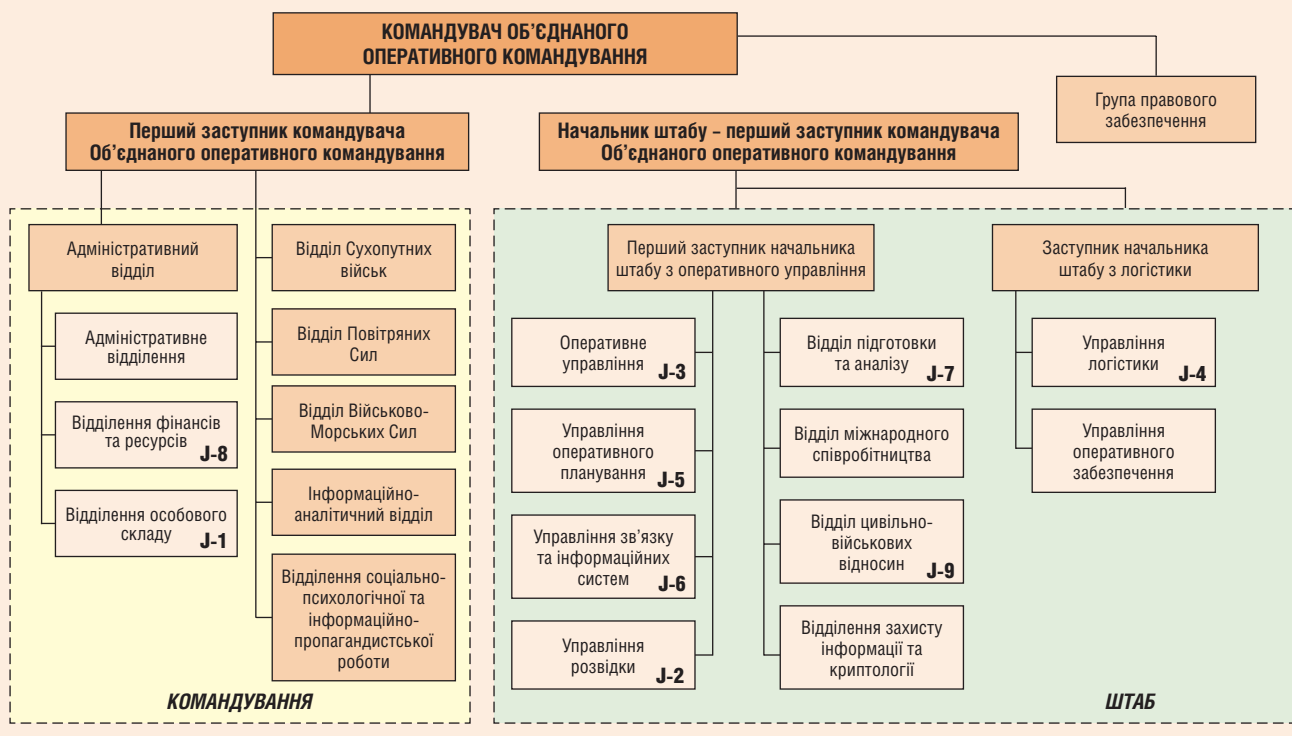 КОМАНДУВАЧ ОБ’ЄДНАНОГО
ОПЕРАТИВНОГО КОМАНДУВАННЯ
Група правового
забезпечення
Перший заступник командувача
Об’єднаного оперативного командування
Начальник штабу – перший заступник командувача
Об’єднаного оперативного командування
Адміністративний
відділ
Адміністративне
відділення
Відділення фінансів
та ресурсів
J-8
Відділення особового
складу
J-1
Відділ Сухопутних
військ
Відділ Повітряних
Сил
Відділ Військово-
Морських Сил
Інформаційно-
аналітичний відділ
Відділення соціально-
психологічної та
інформаційно-
пропагандистської
роботи
КОМАНДУВАННЯ
Перший заступник начальника
штабу з оперативного управління
Оперативне
управління
J-3
Управління
оперативного
планування
J-5
Управління зв’язку
та інформаційних
систем
J-6
Управління
розвідки
J-2
Відділ підготовки
та аналізу
J-7
Відділ міжнародного
співробітництва
Відділ цивільно-
військових
відносин
J-9
Відділення захисту
інформації та
криптології
Заступник начальника
штабу з логістики
Управління
логістики
J-4
Управління
оперативного
забезпечення
ШТАБ